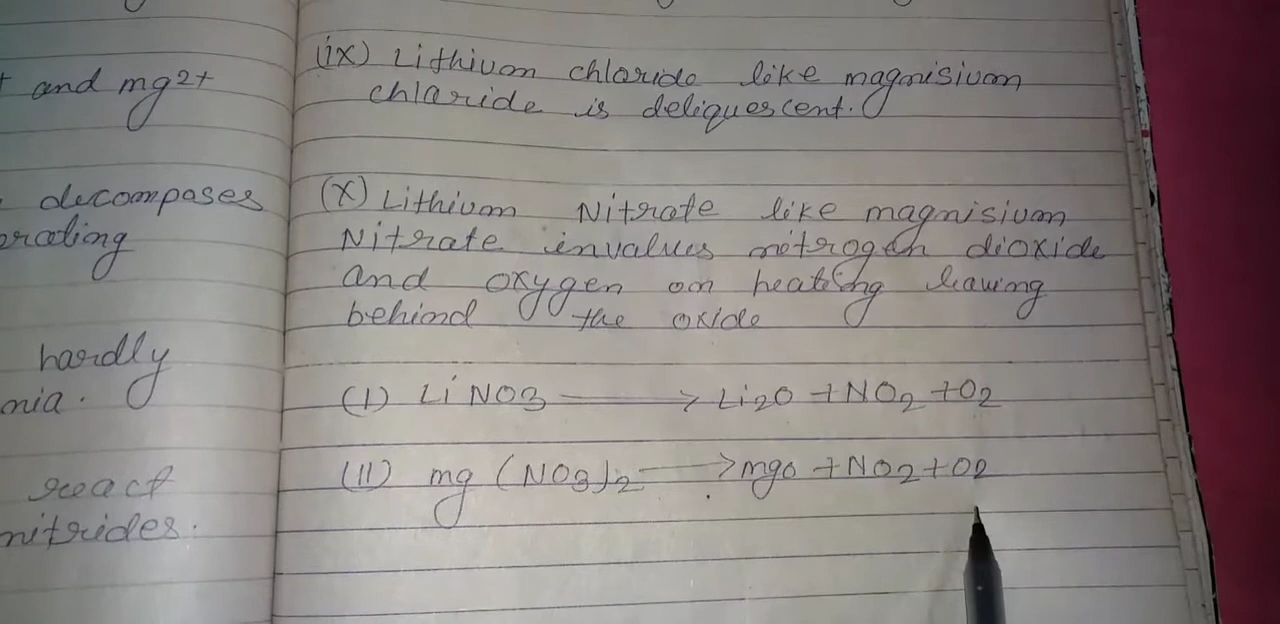 and mg2+
decomposes
hardly
react
nitrides.
(ix) Lithium chloride like magnisium
chloride is deliquescent.
(X) Lithium Nitrate like magnisium
Nitrate invalues nitrogen dioxide
and oxygen on heating leaving
behind the oxide
(I) LiNO3 → Li2O + NO2 + O2
(II) mg (NO3)2 → mgo + NO2 + O2